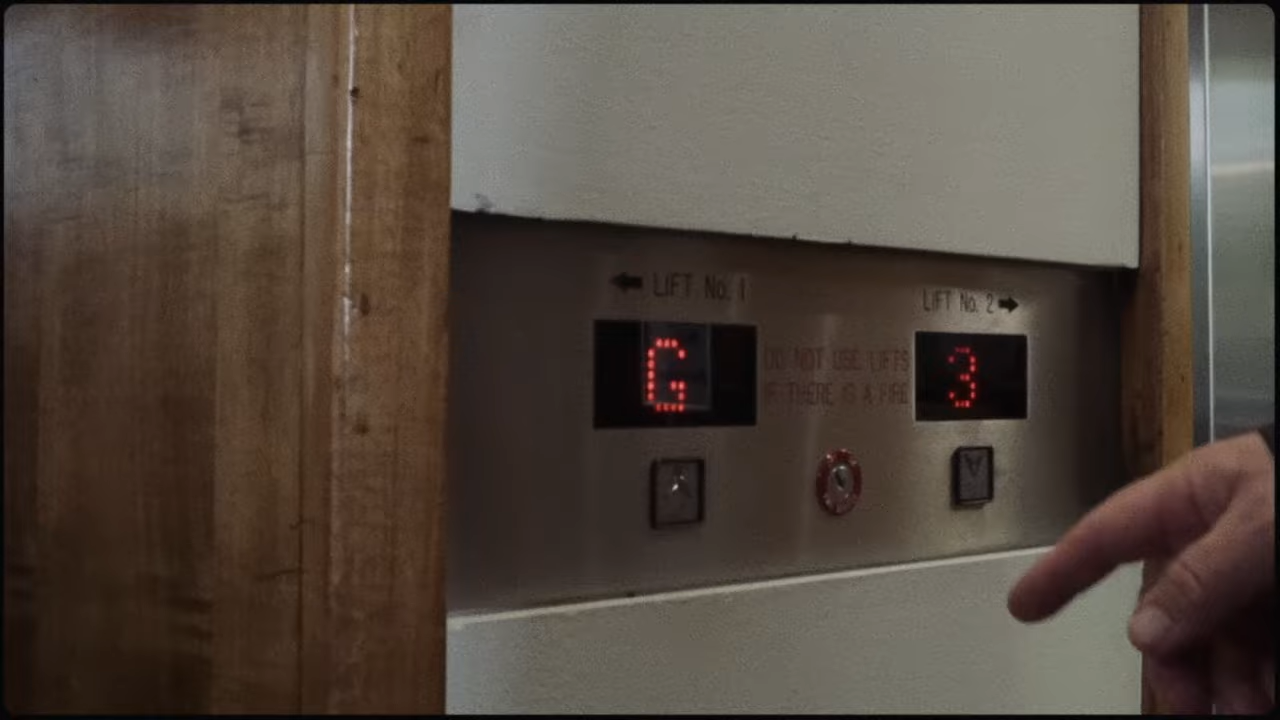 LIFT No. 1
LIFT No. 2
G
DO NOT USE LIFTS
IF THERE IS A FIRE
3